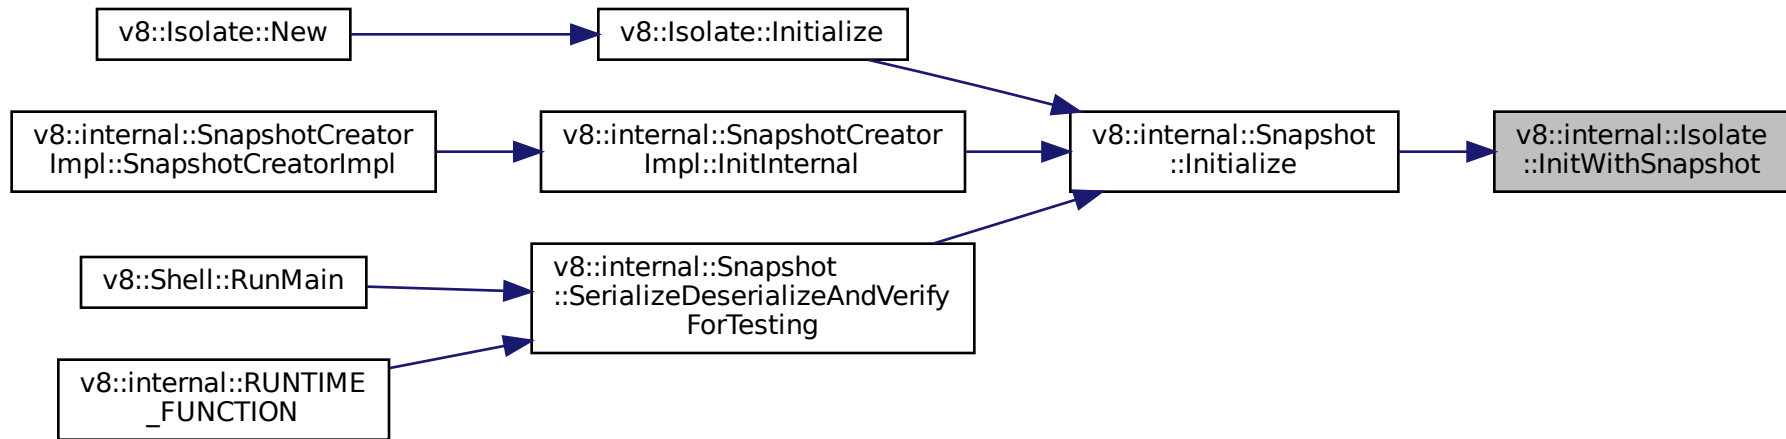 v8::Isolate::New
v8::Isolate::Initialize
v8::internal::SnapshotCreator
Impl::SnapshotCreatorImpl
v8::internal::SnapshotCreator
Impl::InitInternal
v8::internal::Snapshot
::Initialize
v8::internal::Isolate
::InitWithSnapshot
v8::Shell::RunMain
v8::internal::Snapshot
::SerializeDeserializeAndVerify
ForTesting
v8::internal::RUNTIME
_FUNCTION